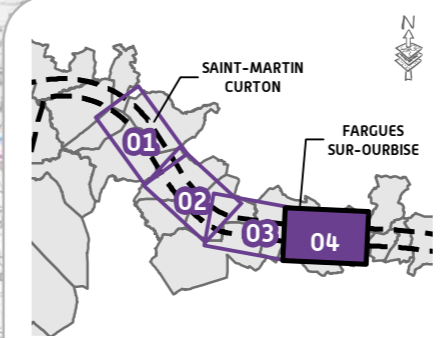 N
SAINT-MARTIN
CURTON
FARGUES
SUR-OURBISE
01
02
03
04